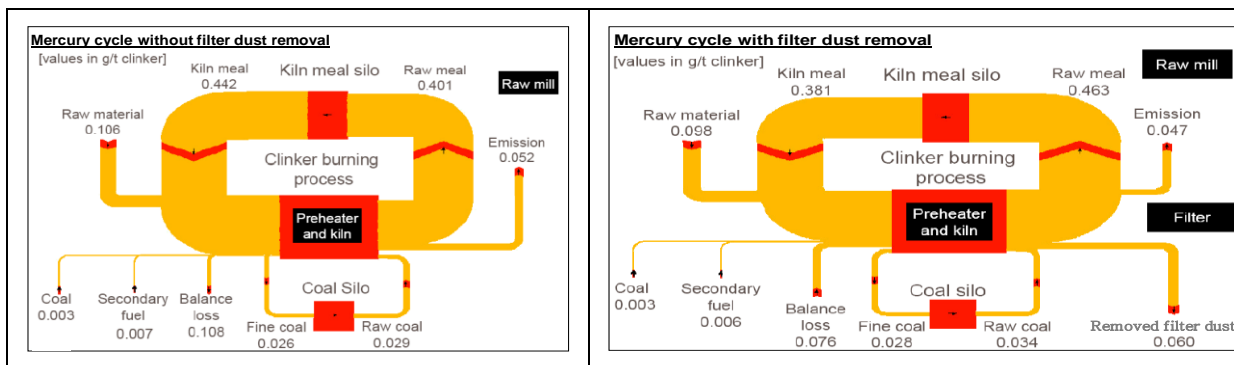 Mercury cycle without filter dust removal
[values in g/t clinker]
Kiln meal
0.442
Kiln meal silo
Raw meal
0.401
Raw mill
Raw material
0.106
Emission
0.052
Clinker burning
process
Preheater
and kiln
Coal Silo
Coal
0.003
Secondary
fuel
0.007
Balance
loss
0.108
Fine coal
0.026
Raw coal
0.029
Mercury cycle with filter dust removal
[values in g/t clinker]
Kiln meal
0.381
Kiln meal silo
Raw meal
0.463
Raw mill
Raw material
0.098
Emission
0.047
Clinker burning
process
Preheater
and kiln
Filter
Coal Silo
Coal
0.003
Secondary
fuel
0.006
Balance
loss
0.076
Fine coal
0.028
Raw coal
0.034
Removed filter dust
0.060